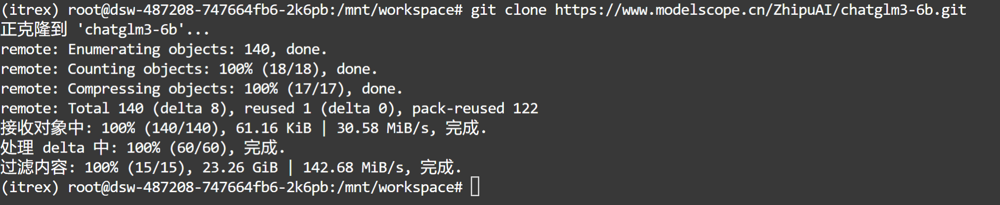 (itrex) root@dsw-487208-747664fb6-2k6pb:/mnt/workspace# git clone https://www.modelscope.cn/ZhipuAI/chatglm3-6b.git
正克隆到 'chatglm3-6b'...
remote: Enumerating objects: 140, done.
remote: Counting objects: 100% (18/18), done.
remote: Compressing objects: 100% (17/17), done.
remote: Total 140 (delta 8), reused 1 (delta 0), pack-reused 122
接收对象中: 100% (140/140), 61.16 KiB | 30.58 MiB/s, 完成.
处理 delta 中: 100% (60/60), 完成.
过滤内容: 100% (15/15), 23.26 GiB | 142.68 MiB/s, 完成.
(itrex) root@dsw-487208-747664fb6-2k6pb:/mnt/workspace#